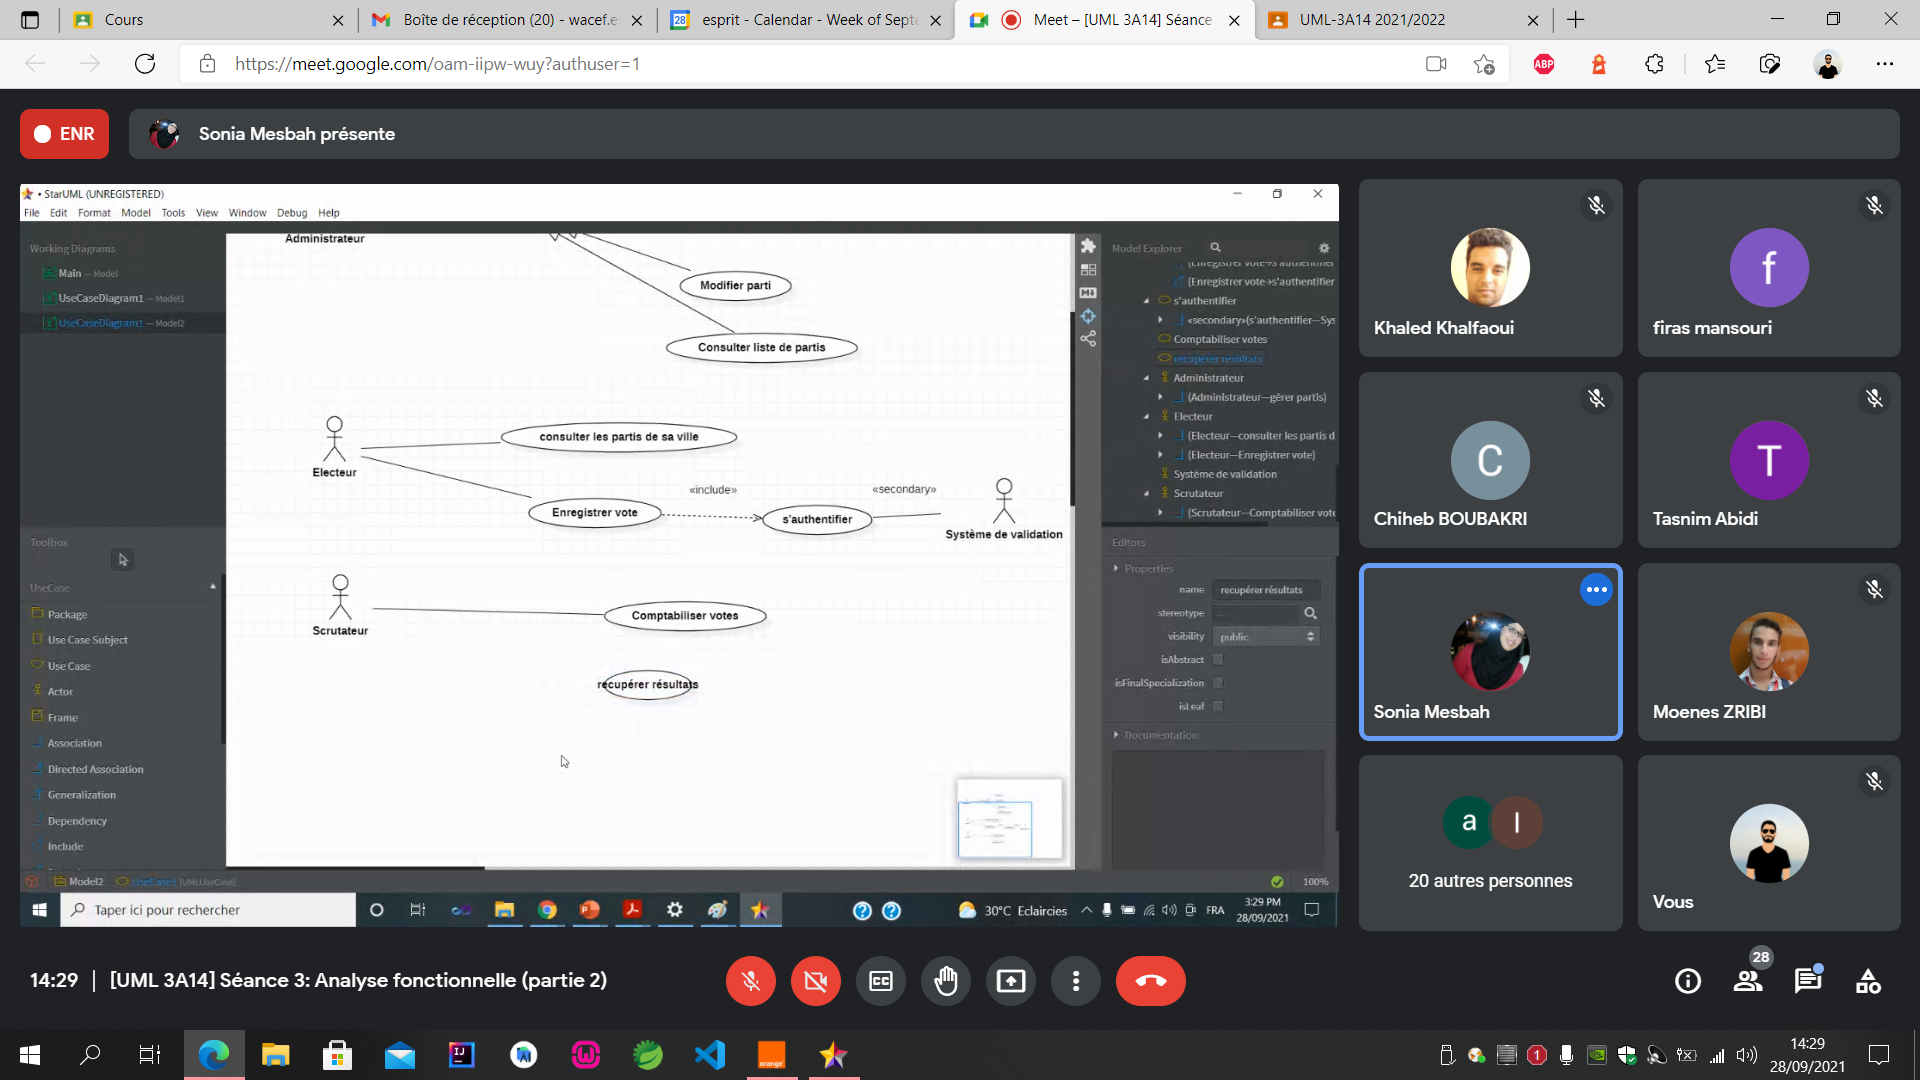 Cours
Boîte de réception (20) - wacef.es
esprit - Calendar - Week of Septe
Meet – [UML 3A14] Séance
UML-3A14 2021/2022
https://meet.google.com/oam-iipw-wuy?authuser=1
ABP
ENR
Sonia Mesbah présente
StarUML (UNREGISTERED)
File Edit Format Model Tools View Window Debug Help
Working Diagrams
Main — Model
UseCaseDiagram1 — Model1
UseCaseDiagram1 — Model2
Toolbox
UseCase
Package
Use Case Subject
Use Case
Actor
Frame
Association
Directed Association
Generalization
Dependency
Include
Administrateur
Modifier parti
Consulter liste de partis
Electeur
consulter les partis de sa ville
Enregistrer vote
«include»
s'authentifier
«secondary»
Système de validation
Scrutateur
Comptabiliser votes
recupérer résultats
Model Explorer
(Enregistrer vote→s'authentifier
(Enregistrer vote→s'authentifier
s'authentifier
«secondary»(s'authentifier—Sys
Comptabiliser votes
recupérer résultats
Administrateur
(Administrateur—gérer partis)
Electeur
(Electeur—consulter les partis d
(Electeur—Enregistrer vote)
Système de validation
Scrutateur
(Scrutateur—Comptabiliser vote
Editors
Properties
name recupérer résultats
stereotype
visibility public
isAbstract
isFinalSpecialization
isLeaf
Documentation
Model2
[UMLUseCase]
100%
Taper ici pour rechercher
30°C Eclaircies
FRA
3:29 PM
28/09/2021
Khaled Khalfaoui
f
firas mansouri
C
Chiheb BOUBAKRI
T
Tasnim Abidi
Sonia Mesbah
Moenes ZRIBI
a l
20 autres personnes
Vous
14:29 | [UML 3A14] Séance 3: Analyse fonctionnelle (partie 2)
28
14:29
28/09/2021